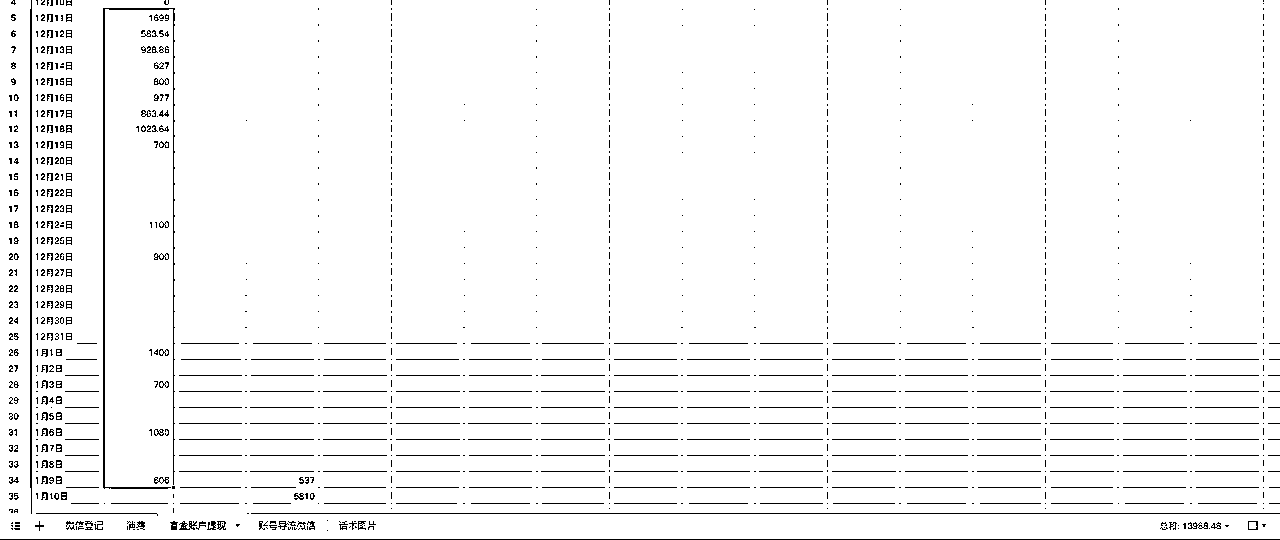 4 12月10日 0
5 12月11日 1699
6 12月12日 583.54
7 12月13日 928.86
8 12月14日 627
9 12月15日 800
10 12月16日 977
11 12月17日 863.44
12 12月18日 1023.64
13 12月19日 700
14 12月20日
15 12月21日
16 12月22日
17 12月23日
18 12月24日 1100
19 12月25日
20 12月26日 900
21 12月27日
22 12月28日
23 12月29日
24 12月30日
25 12月31日
26 1月1日 1400
27 1月2日
28 1月3日 700
29 1月4日
30 1月5日
31 1月6日 1080
32 1月7日
33 1月8日
34 1月9日 606 537
35 1月10日 5810
36
微信登记 消费 盲盒账户提现 账号导流微信 话术图片 总和: 13988.48